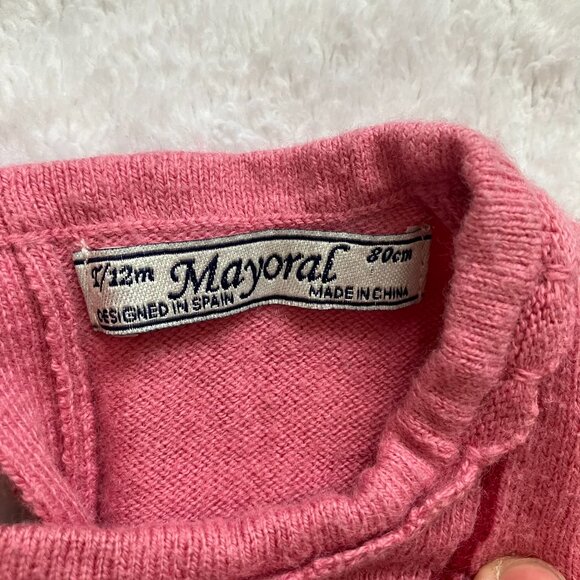 T/12m Mayoral 80cm
DESIGNED IN SPAIN MADE IN CHINA